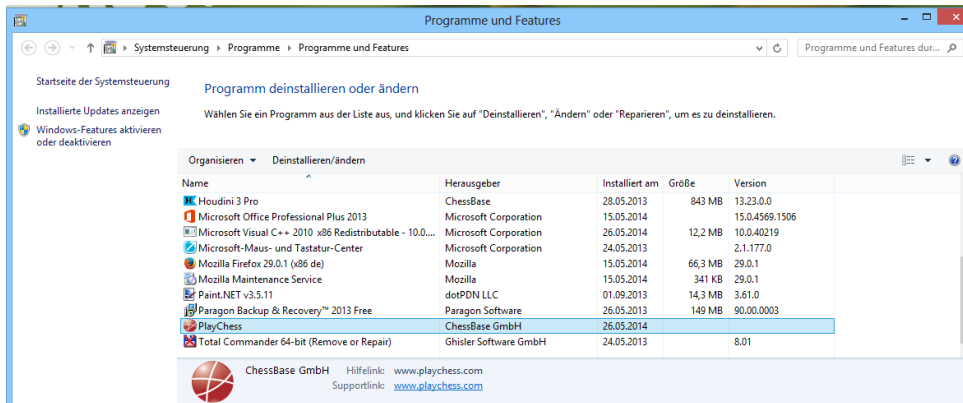 Programme und Features
Systemsteuerung Programme Programme und Features Programme und Features dur...
Startseite der Systemsteuerung
Installierte Updates anzeigen
Windows-Features aktivieren
oder deaktivieren
Programm deinstallieren oder ändern
Wählen Sie ein Programm aus der Liste aus, und klicken Sie auf "Deinstallieren", "Ändern" oder "Reparieren", um es zu deinstallieren.
Organisieren Deinstallieren/ändern
Name Herausgeber Installiert am Größe Version
Houdini 3 Pro ChessBase 28.05.2013 843 MB 13.23.0.0
Microsoft Office Professional Plus 2013 Microsoft Corporation 15.05.2014 15.0.4569.1506
Microsoft Visual C++ 2010 x86 Redistributable - 10.0.... Microsoft Corporation 26.05.2014 12,2 MB 10.0.40219
Microsoft-Maus- und Tastatur-Center Microsoft Corporation 24.05.2013 2.1.177.0
Mozilla Firefox 29.0.1 (x86 de) Mozilla 15.05.2014 66,3 MB 29.0.1
Mozilla Maintenance Service Mozilla 15.05.2014 341 KB 29.0.1
Paint.NET v3.5.11 dotPDN LLC 01.09.2013 14,3 MB 3.61.0
Paragon Backup & Recovery™ 2013 Free Paragon Software 26.05.2013 149 MB 90.00.0003
PlayChess ChessBase GmbH 26.05.2014
Total Commander 64-bit (Remove or Repair) Ghisler Software GmbH 24.05.2013 8.01
ChessBase GmbH Hilfelink: www.playchess.com
Supportlink: www.playchess.com